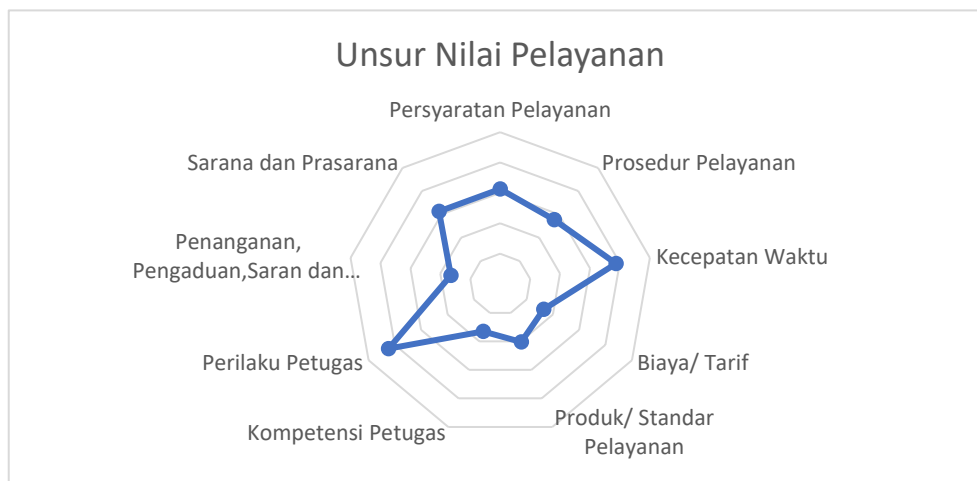 Unsur Nilai Pelayanan
Persyaratan Pelayanan
Prosedur Pelayanan
Kecepatan Waktu
Biaya/ Tarif
Produk/ Standar
Pelayanan
Kompetensi Petugas
Perilaku Petugas
Penanganan,
Pengaduan,Saran dan...
Sarana dan Prasarana